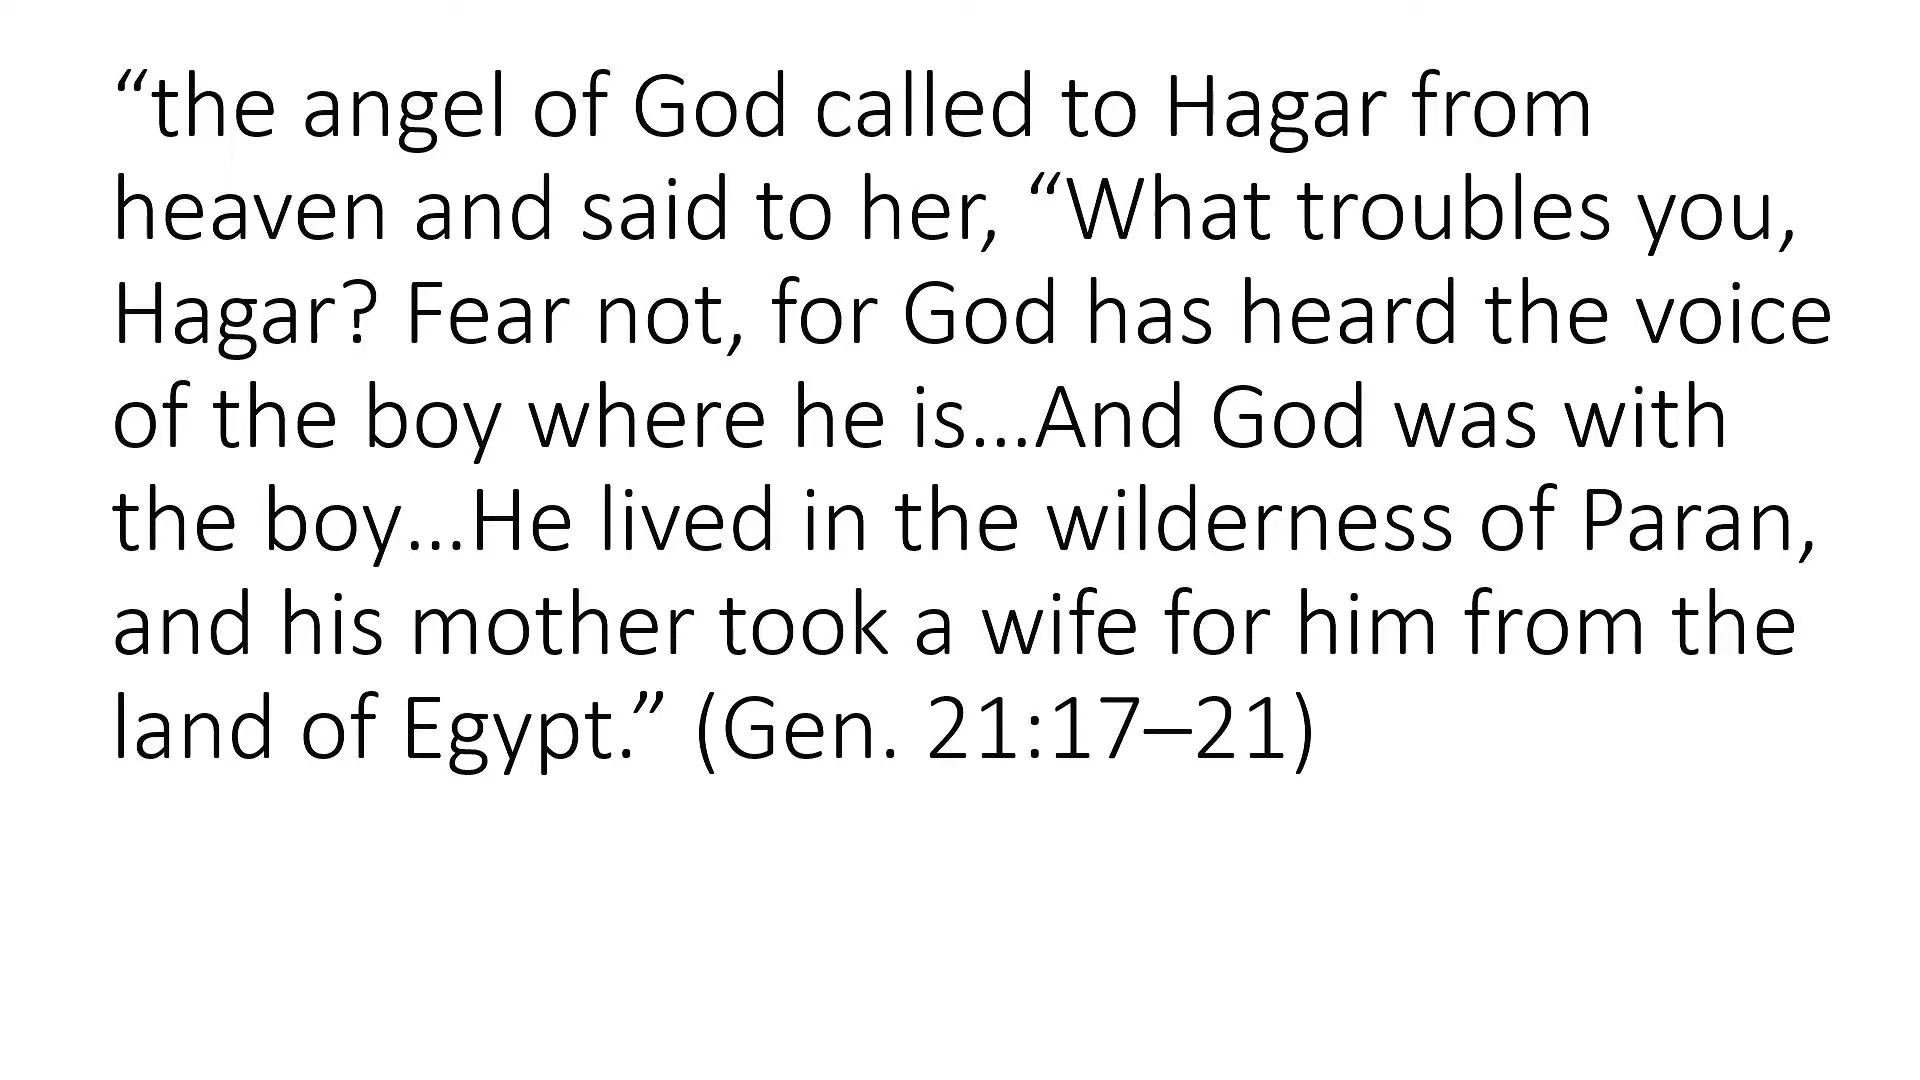 “the angel of God called to Hagar from
heaven and said to her, “What troubles you,
Hagar? Fear not, for God has heard the voice
of the boy where he is…And God was with
the boy…He lived in the wilderness of Paran,
and his mother took a wife for him from the
land of Egypt.” (Gen. 21:17–21)